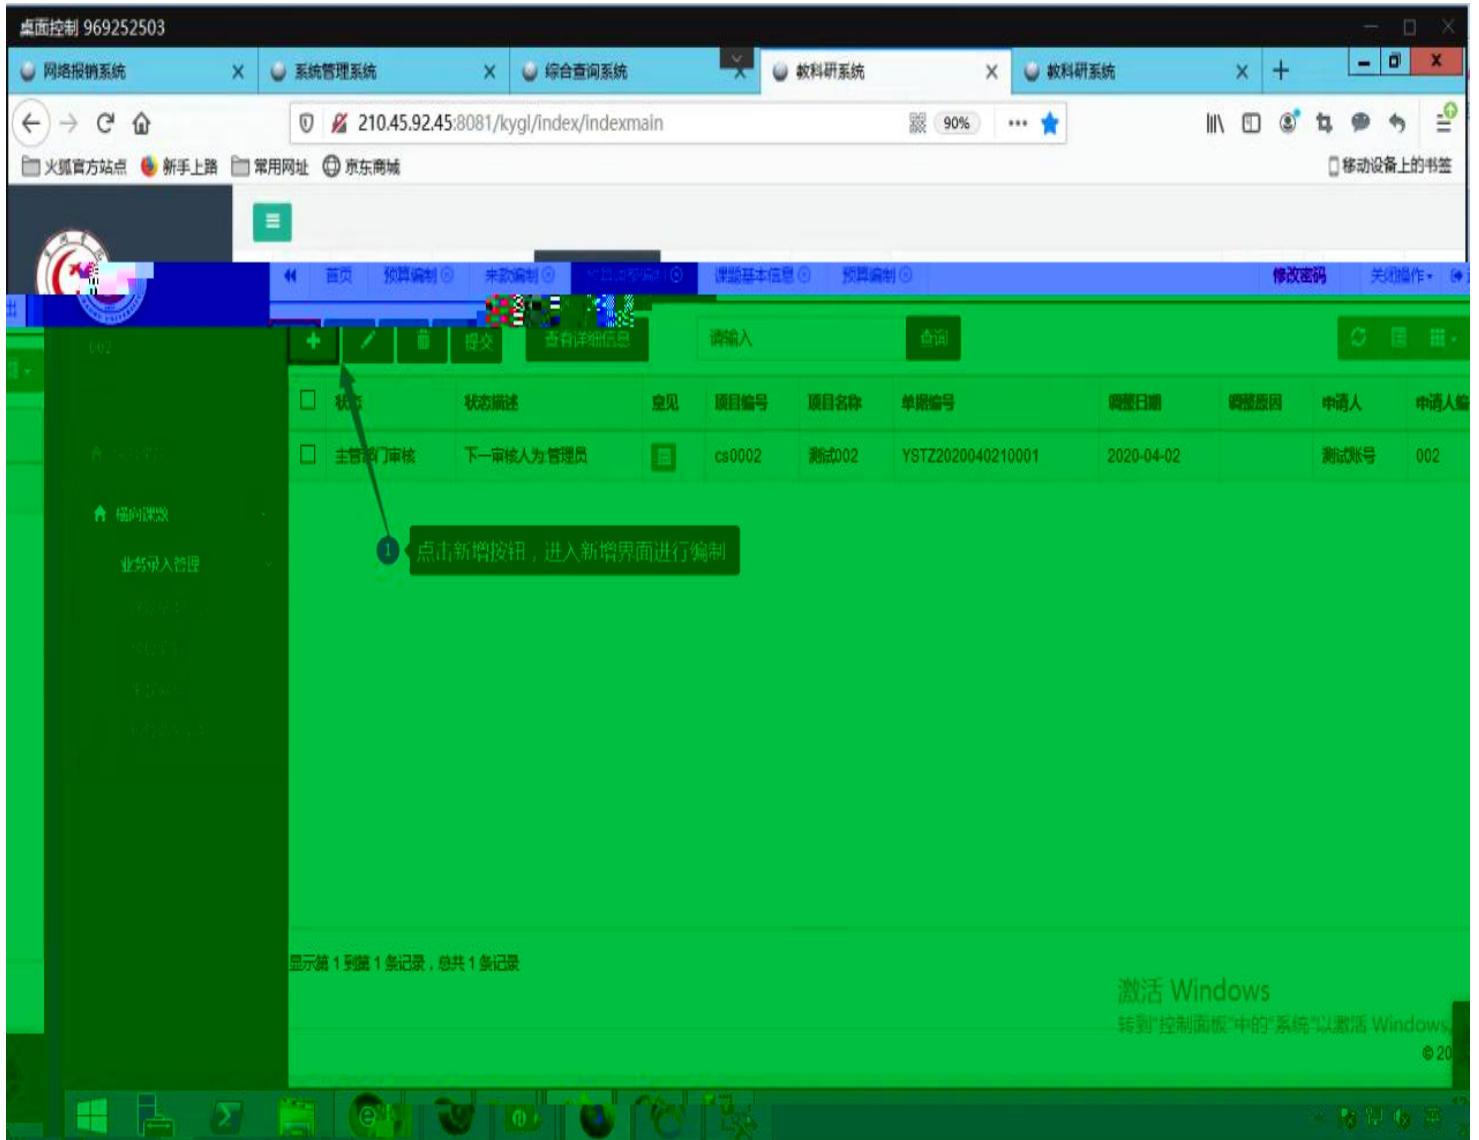 桌面控制 969252503
网络报销系统 系统管理系统 综合查询系统 教科研系统 教科研系统
210.45.92.45:8081/kygl/index/indexmain 90%
火狐官方站点 新手上路 常用网址 京东商城 移动设备上的书签
首页 预算编制 来款编制 课题基本信息 预算编制 修改密码 关闭操作
出
提交 查看详细信息 请输入 查询
002
状态 状态描述 意见 项目编号 项目名称 单据编号 调整日期 调整原因 申请人 申请人编
主管部门审核 下一审核人为:管理员 cs0002 测试002 YSTZ2020040210001 2020-04-02 测试账号 002
横向课题
1 点击新增按钮，进入新增界面进行编制
业务录入管理
显示第 1 到第 1 条记录，总共 1 条记录
激活 Windows
转到"控制面板"中的"系统"以激活 Windows。
© 20